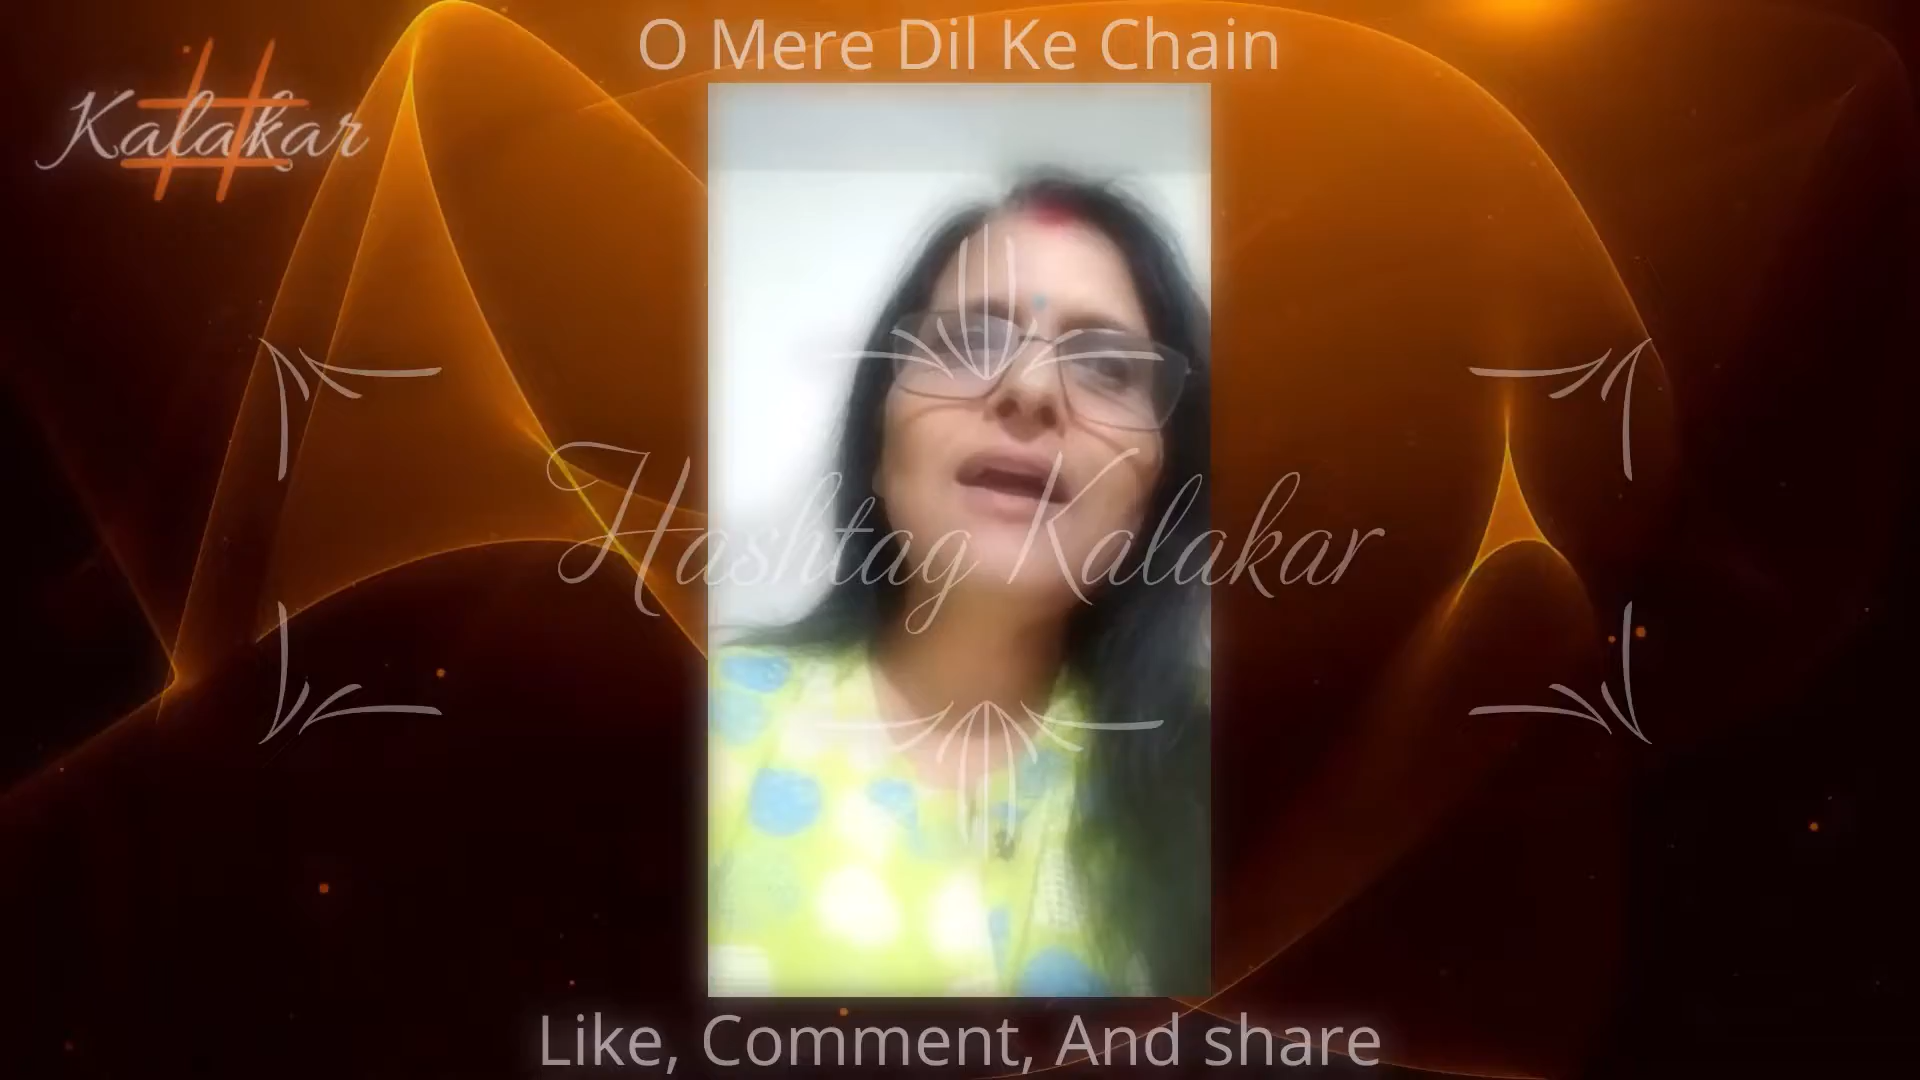 O Mere Dil Ke Chain
#
Kalakar
Hashtag Kalakar
Like, Comment, And share